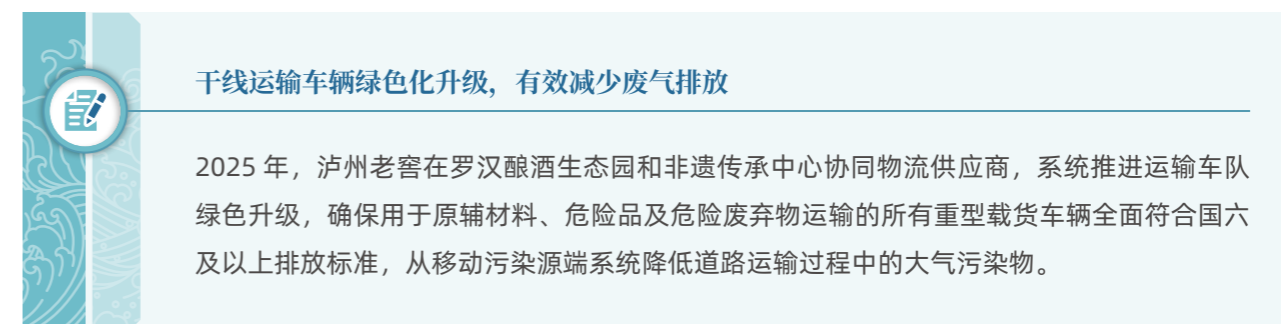 干线运输车辆绿色化升级，有效减少废气排放
2025 年，泸州老窖在罗汉酿酒生态园和非遗传承中心协同物流供应商，系统推进运输车队
绿色升级，确保用于原辅材料、危险品及危险废弃物运输的所有重型载货车辆全面符合国六
及以上排放标准，从移动污染源端系统降低道路运输过程中的大气污染物。